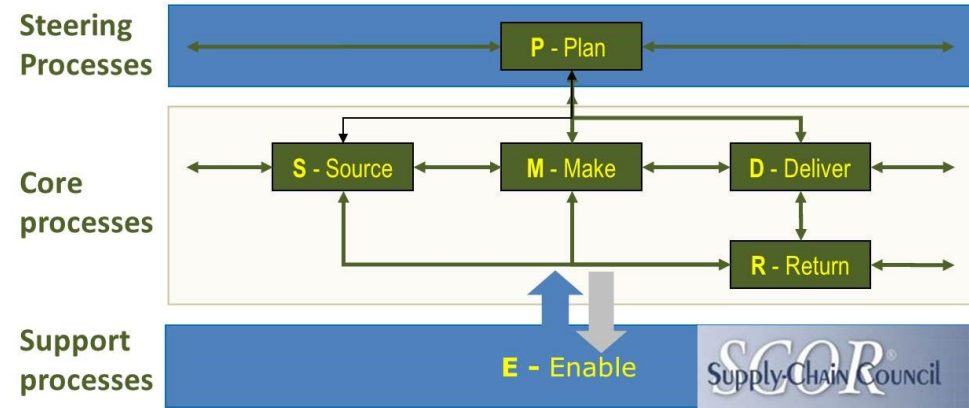 Steering
Processes
P - Plan
Core
processes
S - Source
M - Make
D - Deliver
R - Return
Support
processes
E - Enable
SCOR®
Supply-Chain Council